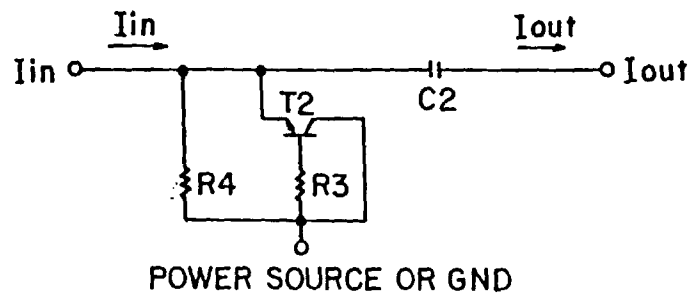 Iin
Iout
Iin
Iout
T2
C2
R4
R3
POWER SOURCE OR GND